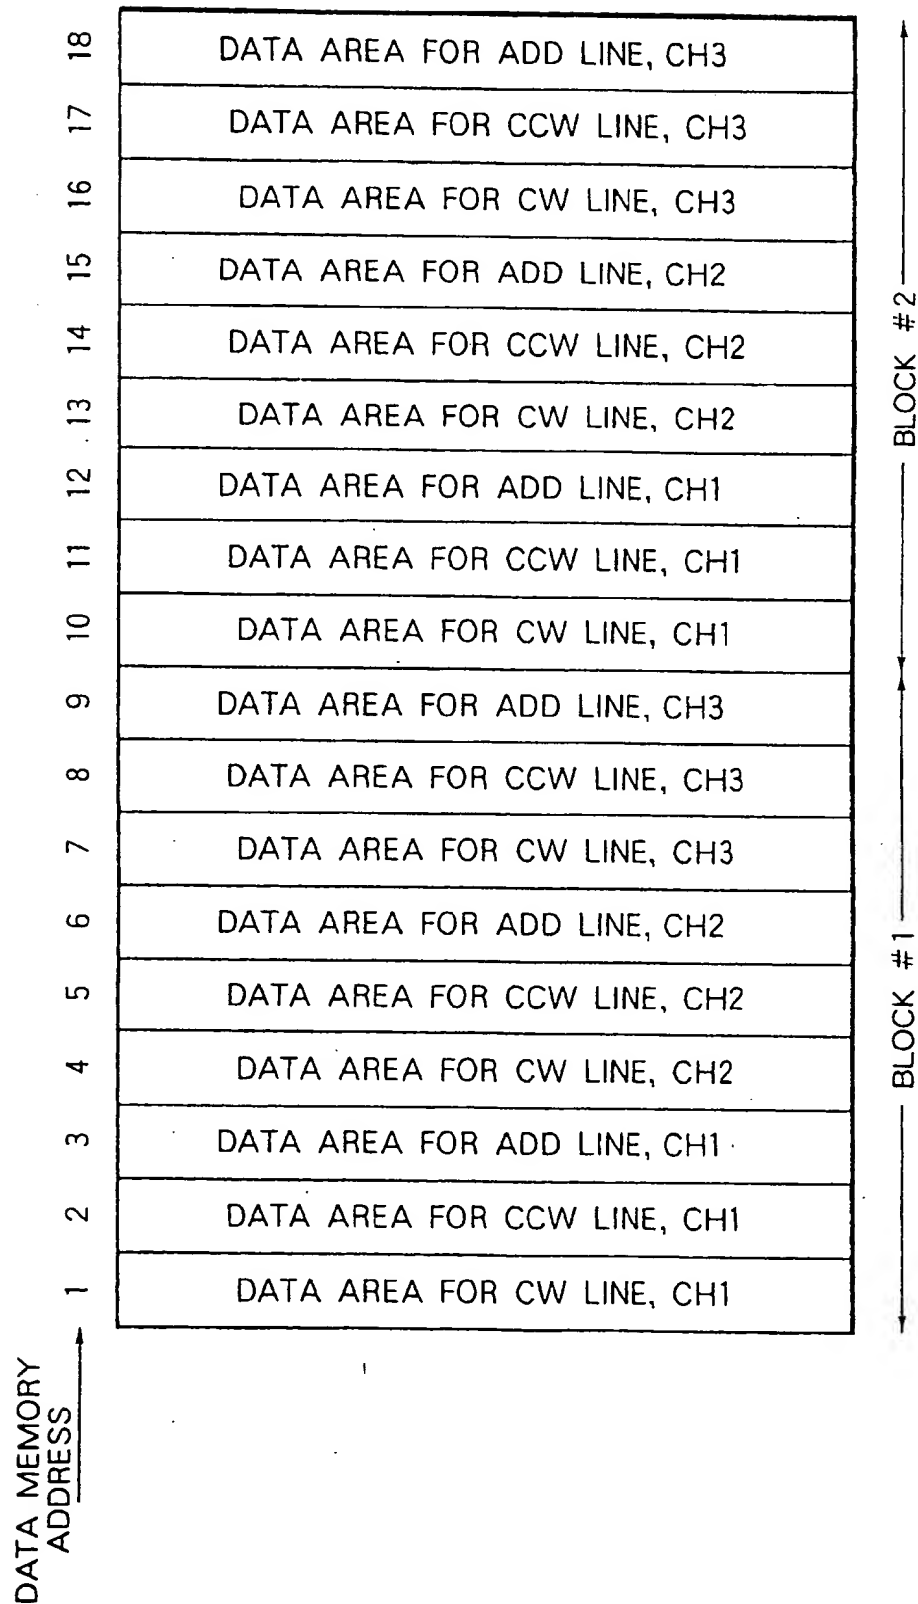 18 DATA AREA FOR ADD LINE, CH3
17 DATA AREA FOR CCW LINE, CH3
16 DATA AREA FOR CW LINE, CH3
15 DATA AREA FOR ADD LINE, CH2
14 DATA AREA FOR CCW LINE, CH2
13 DATA AREA FOR CW LINE, CH2
12 DATA AREA FOR ADD LINE, CH1
11 DATA AREA FOR CCW LINE, CH1
10 DATA AREA FOR CW LINE, CH1
9 DATA AREA FOR ADD LINE, CH3
8 DATA AREA FOR CCW LINE, CH3
7 DATA AREA FOR CW LINE, CH3
6 DATA AREA FOR ADD LINE, CH2
5 DATA AREA FOR CCW LINE, CH2
4 DATA AREA FOR CW LINE, CH2
3 DATA AREA FOR ADD LINE, CH1
2 DATA AREA FOR CCW LINE, CH1
1 DATA AREA FOR CW LINE, CH1
DATA MEMORY
ADDRESS
BLOCK #2
BLOCK #1